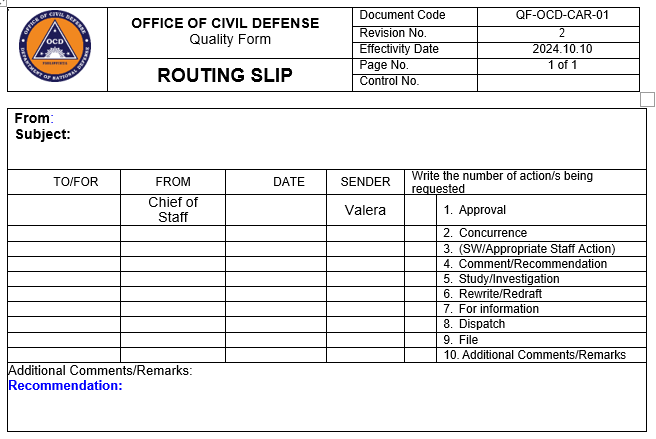 OFFICE OF CIVIL DEFENSE
OCD
PHILIPPINES
DEPARTMENT OF NATIONAL DEFENSE
OFFICE OF CIVIL DEFENSE
Quality Form
ROUTING SLIP
Document Code QF-OCD-CAR-01
Revision No. 2
Effectivity Date 2024.10.10
Page No. 1 of 1
Control No.
From:
Subject:
TO/FOR FROM DATE SENDER Write the number of action/s being
requested
Chief of
Staff Valera 1. Approval
2. Concurrence
3. (SW/Appropriate Staff Action)
4. Comment/Recommendation
5. Study/Investigation
6. Rewrite/Redraft
7. For information
8. Dispatch
9. File
10. Additional Comments/Remarks
Additional Comments/Remarks:
Recommendation: